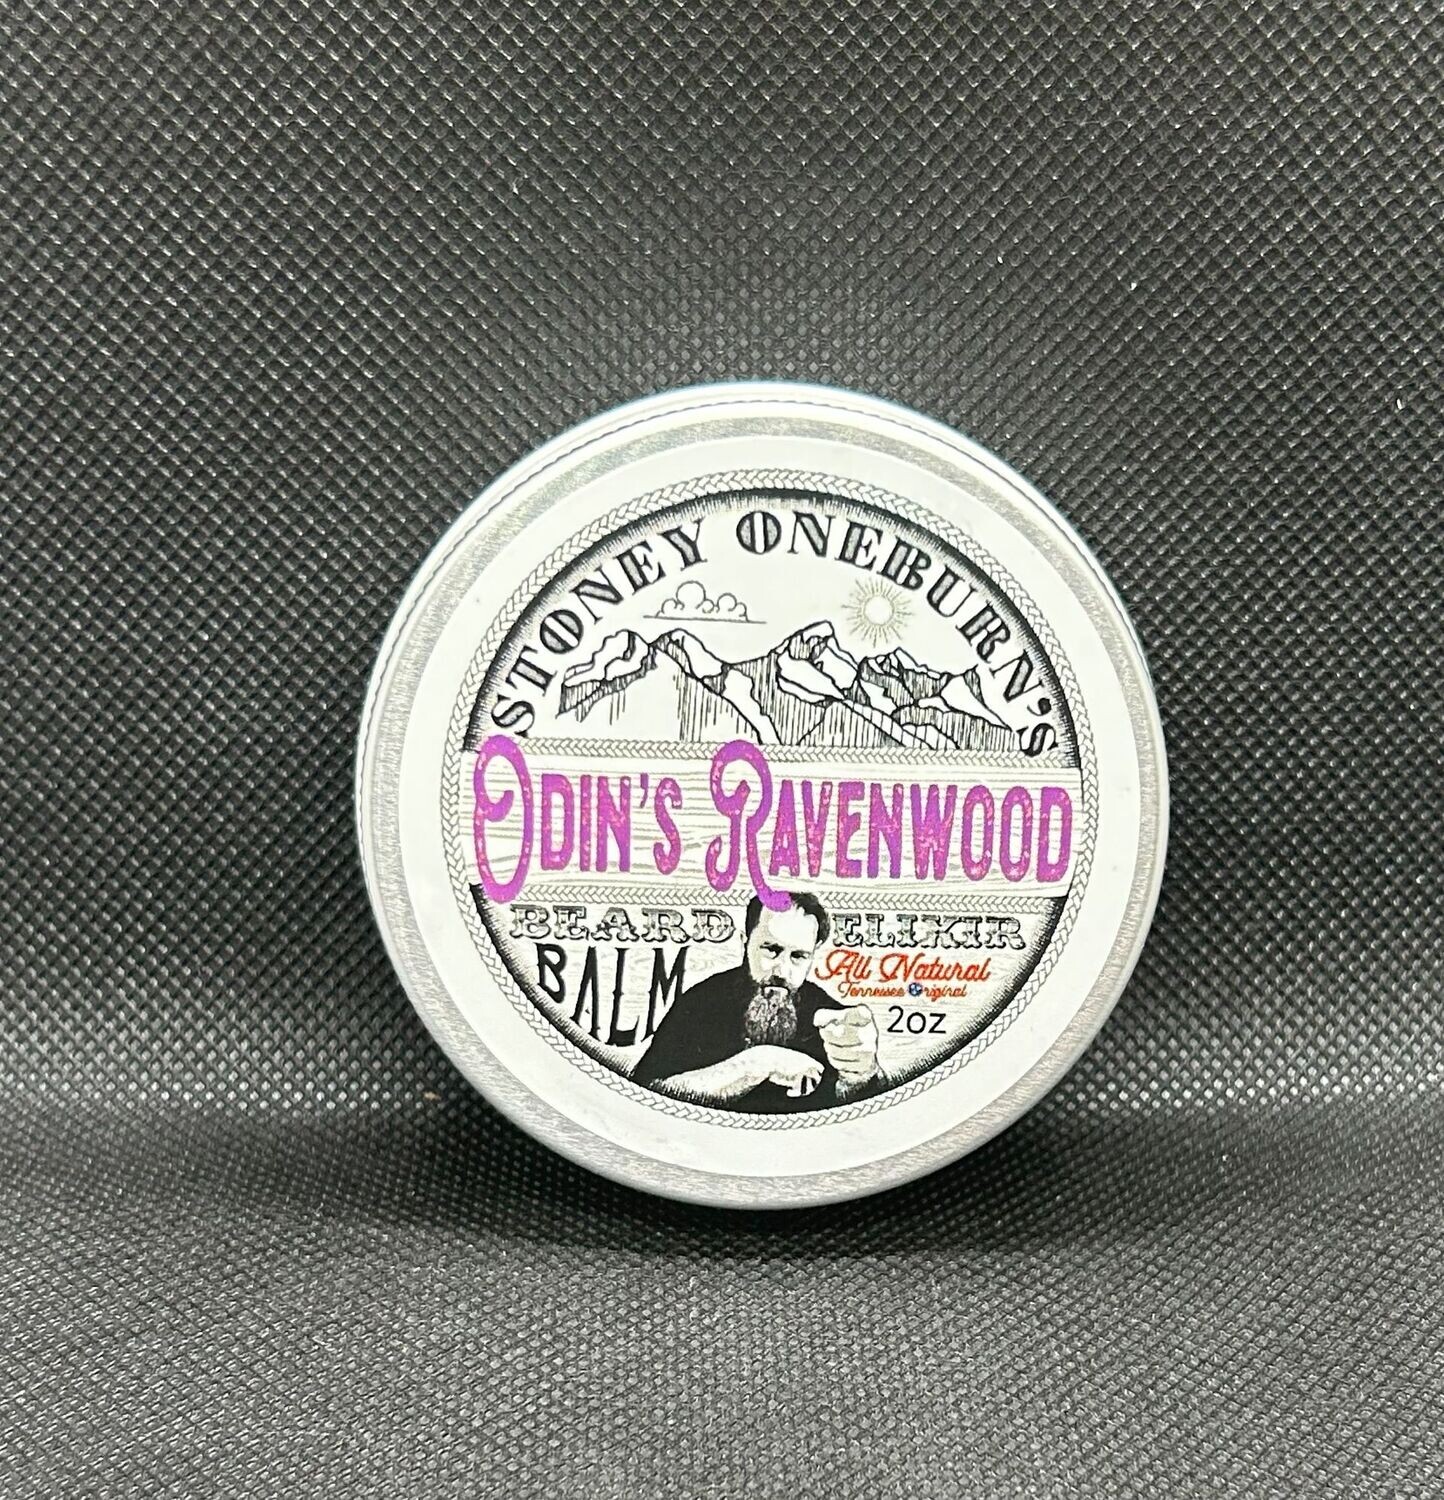 STONEY ONEBURN'S
ODIN'S RAVENWOOD
BEARD ELIXIR
BALM
All Natural
Tennessee Original
2oz